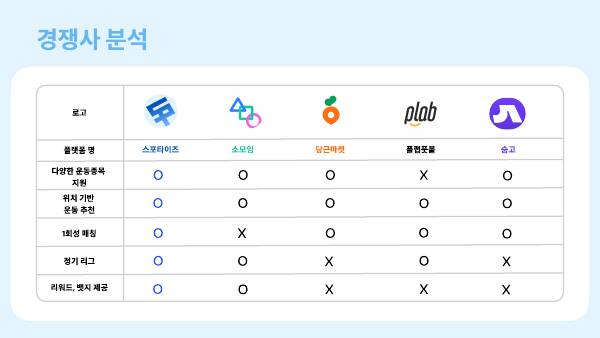 경쟁사 분석
로고
plab
플랫폼 명 스포타이즈 소모임 당근마켓 플랩풋볼 숨고
다양한 운동종목
지원 O O O X O
위치 기반
운동 추천 O O O O O
1회성 매칭 O X O O O
정기 리그 O O X O X
리워드, 뱃지 제공 O O X X X